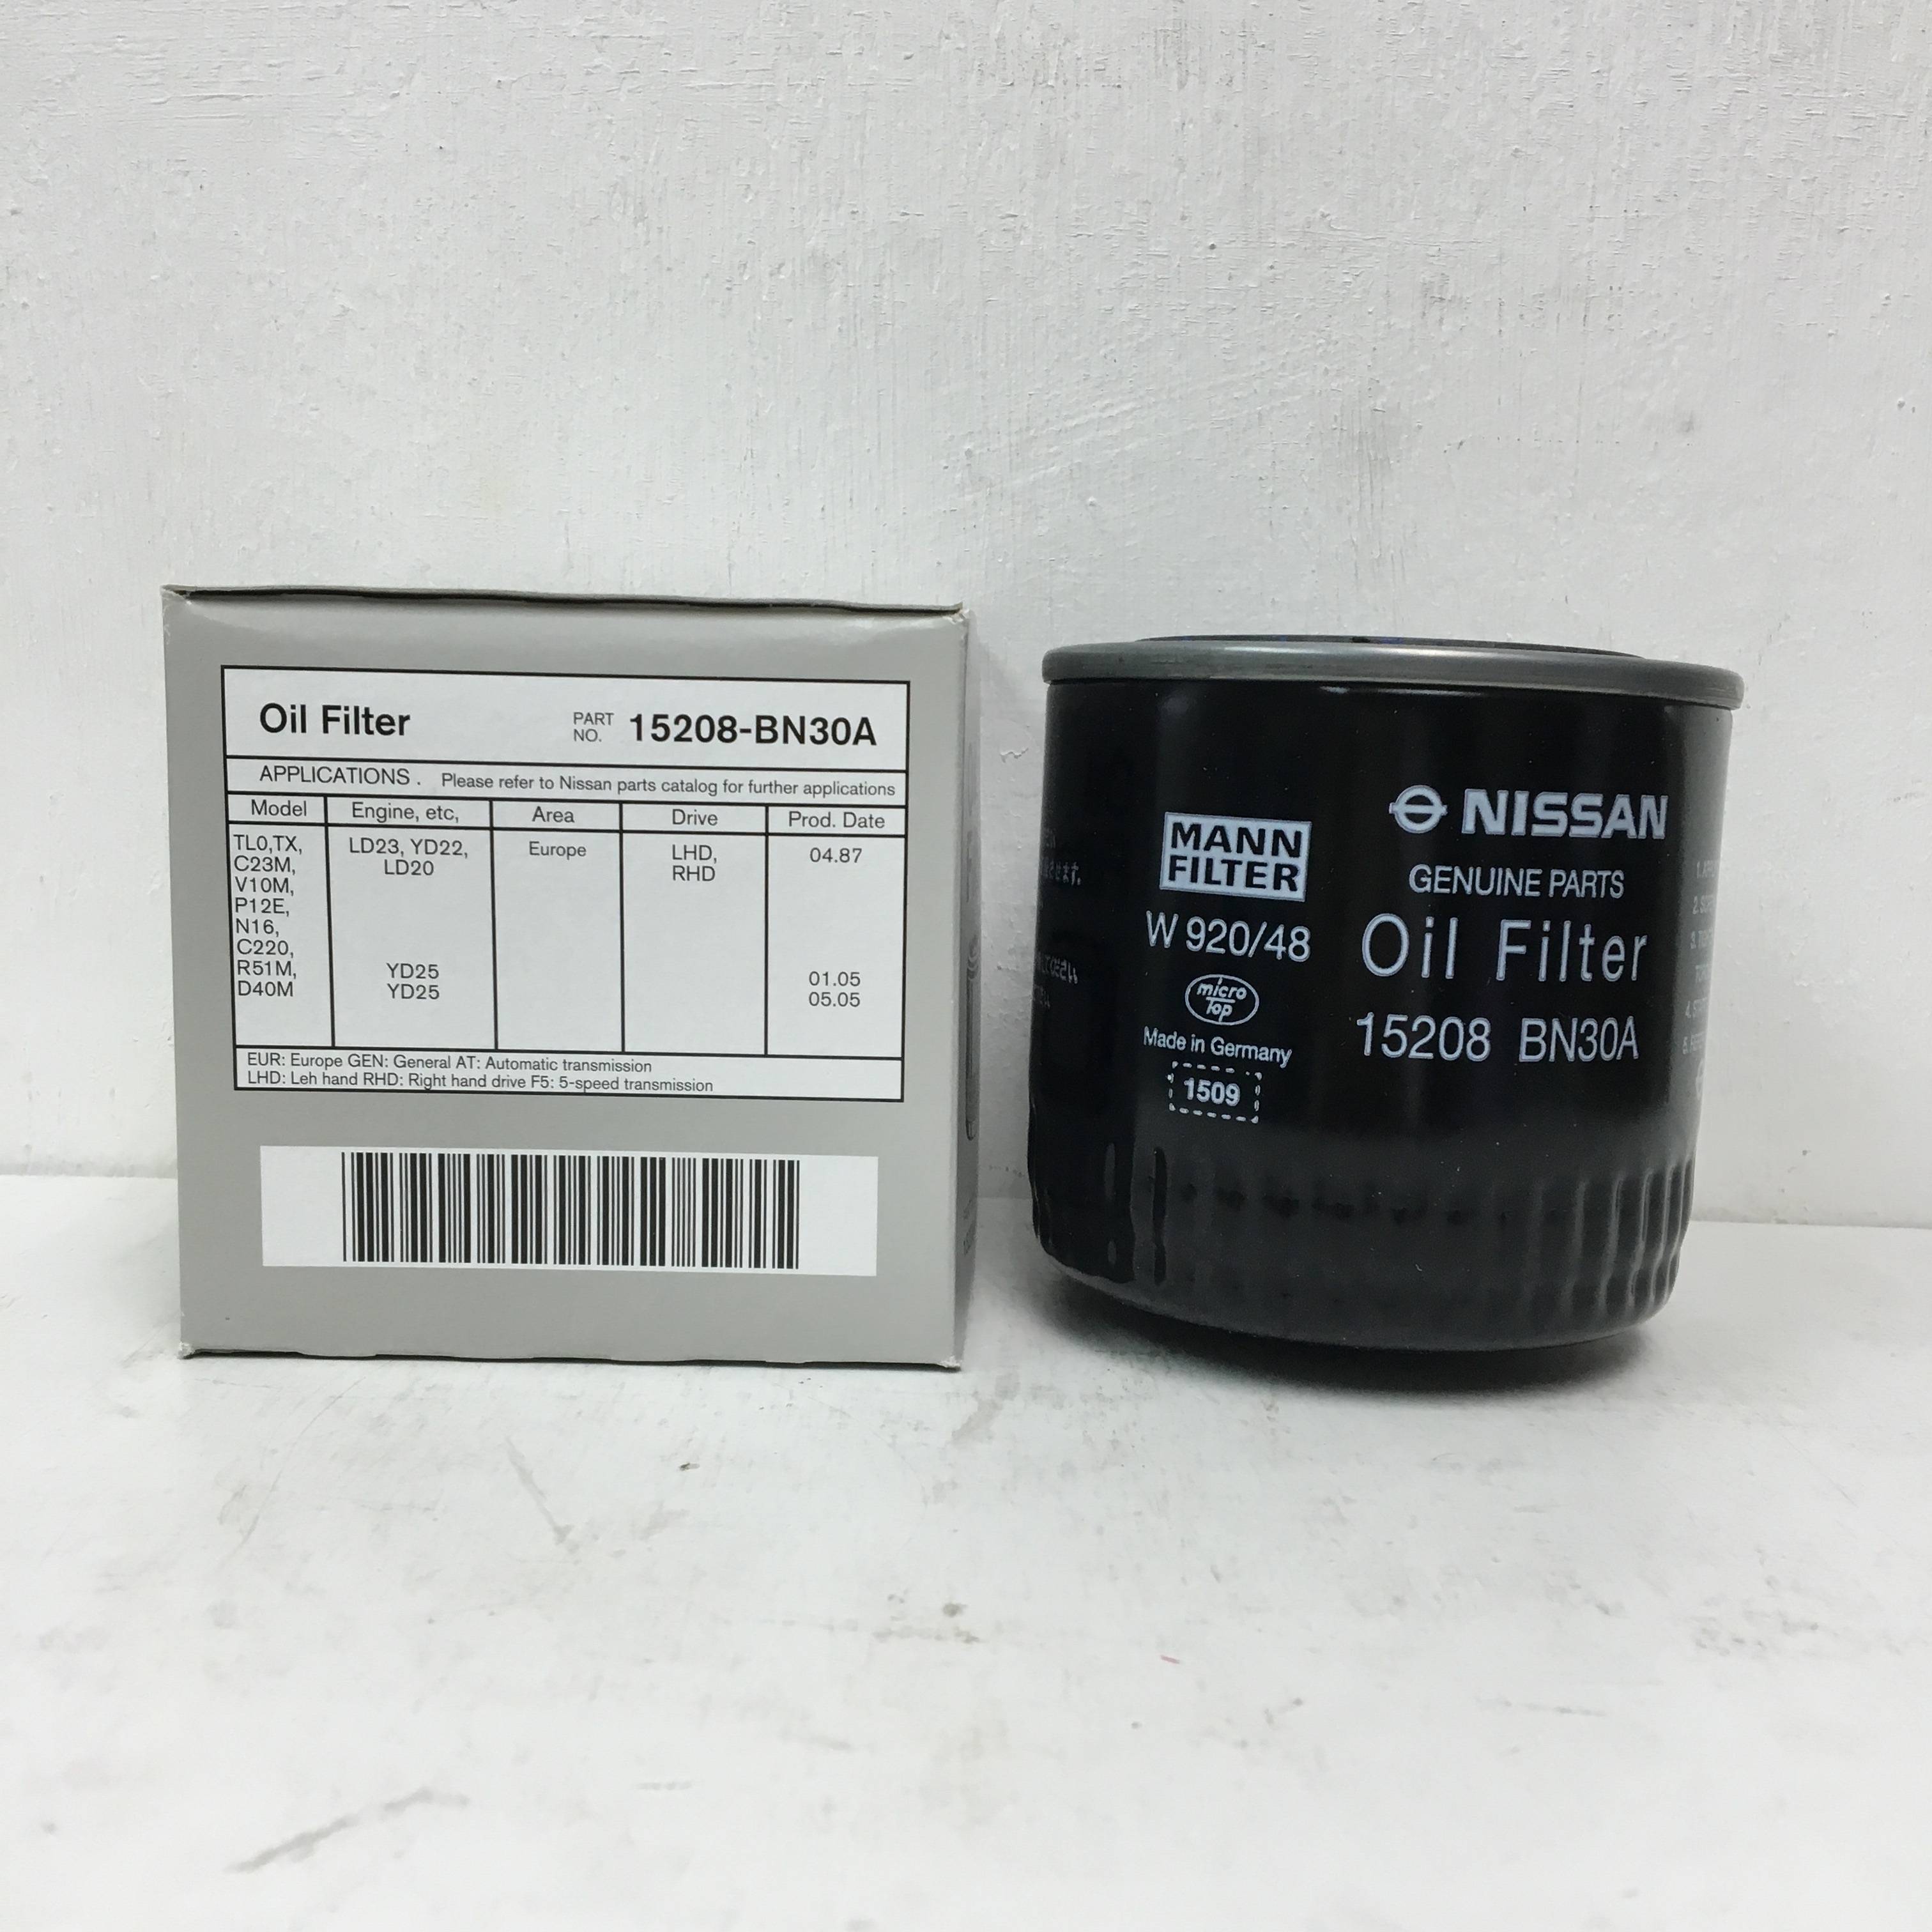 Oil Filter PART NO. 15208-BN30A
APPLICATIONS . Please refer to Nissan parts catalog for further applications
Model Engine, etc, Area Drive Prod. Date
TL0,TX, LD23, YD22, Europe LHD, 04.87
C23M, LD20 RHD
V10M,
P12E,
N16,
C220,
R51M, YD25 01.05
D40M YD25 05.05
EUR: Europe GEN: General AT: Automatic transmission
LHD: Leh hand RHD: Right hand drive F5: 5-speed transmission
MANN
FILTER
W 920/48
micro
Top
Made in Germany
1509
NISSAN
GENUINE PARTS
Oil Filter
15208 BN30A